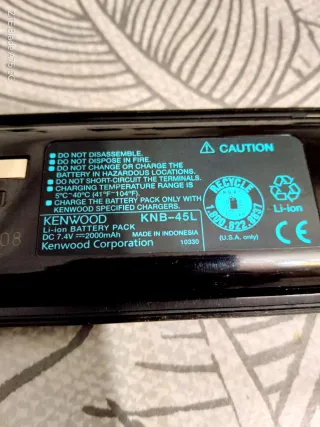 ⚠ CAUTION
■ DO NOT DISASSEMBLE.
■ DO NOT DISPOSE IN FIRE.
■ DO NOT CHANGE OR CHARGE THE
BATTERY IN HAZARDOUS LOCATIONS.
■ DO NOT SHORT-CIRCUIT THE TERMINALS.
■ CHARGING TEMPERATURE RANGE IS
5°C~40°C (41°F~104°F).
■ CHARGE THE BATTERY PACK ONLY WITH
KENWOOD SPECIFIED CHARGERS.
KENWOOD KNB-45L
Li-ion BATTERY PACK
DC 7.4V ⎓ 2000mAh MADE IN INDONESIA
Kenwood Corporation 10330
RECYCLE
1.800.822.8837
(U.S.A. only)
Li-ion
CE
08